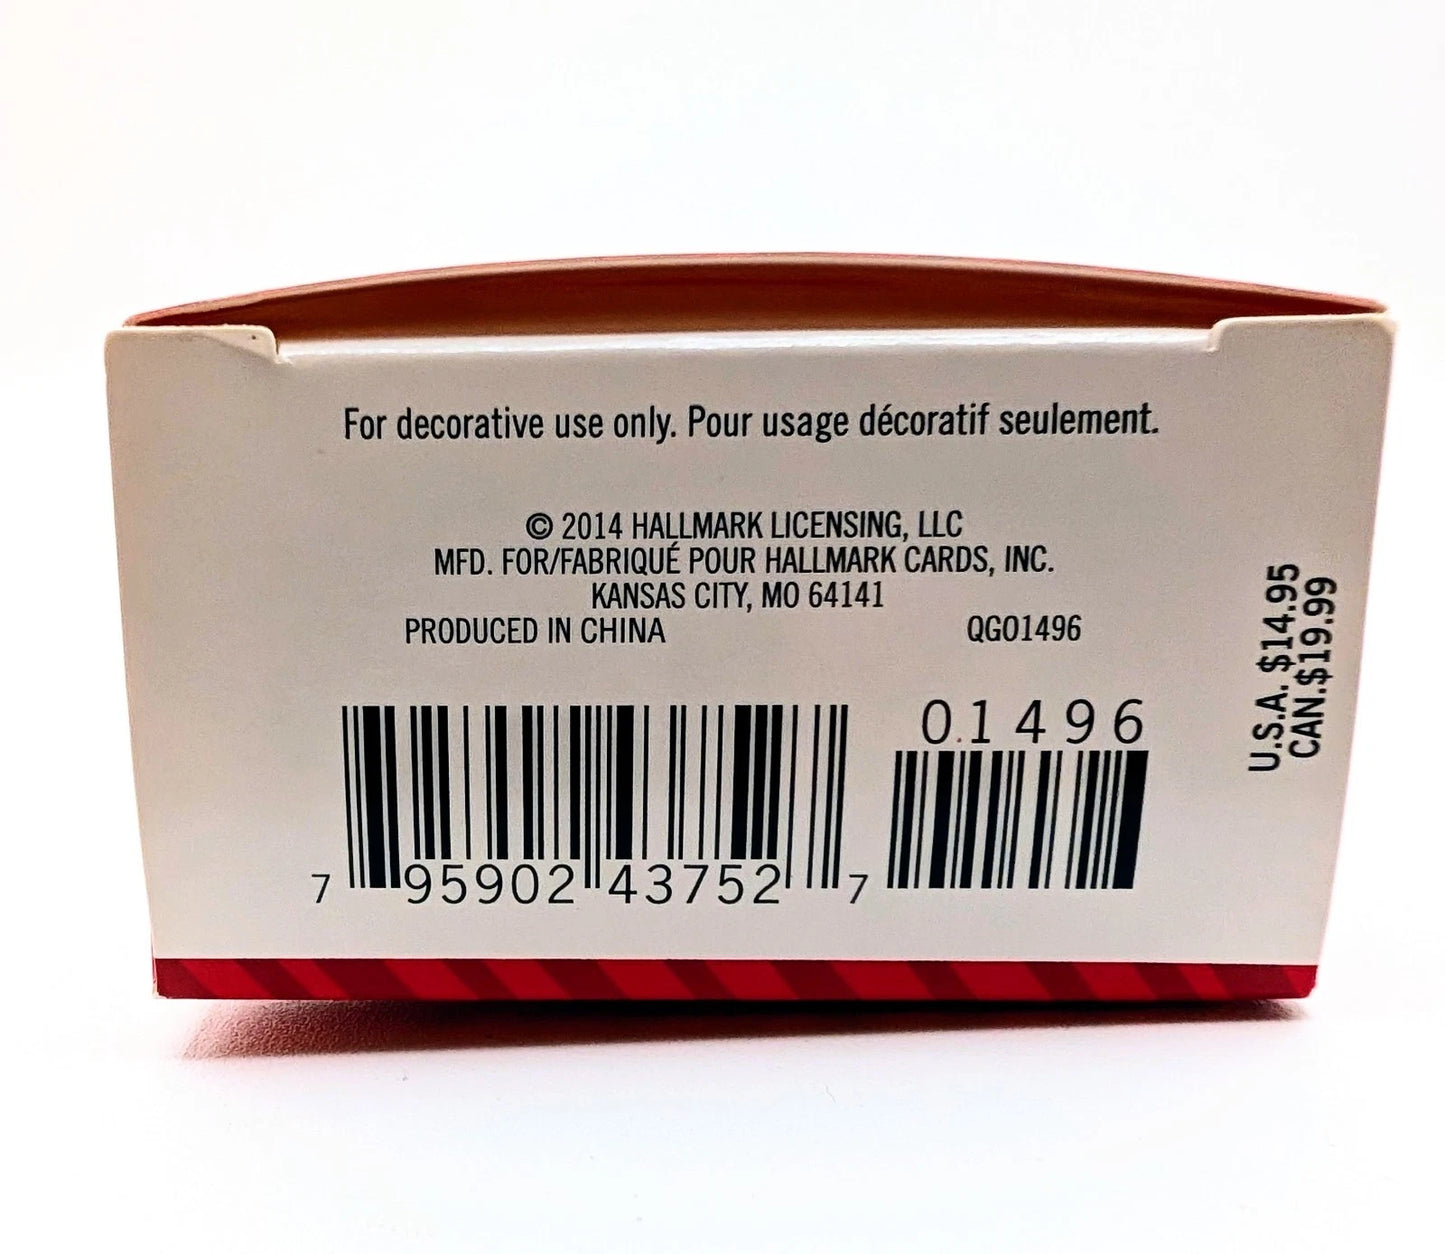 For decorative use only. Pour usage décoratif seulement.
© 2014 HALLMARK LICENSING, LLC
MFD. FOR/FABRIQUÉ POUR HALLMARK CARDS, INC.
KANSAS CITY, MO 64141
PRODUCED IN CHINA QGO1496
U.S.A. $14.95
CAN.$19.99
01496
7 95902 43752 7